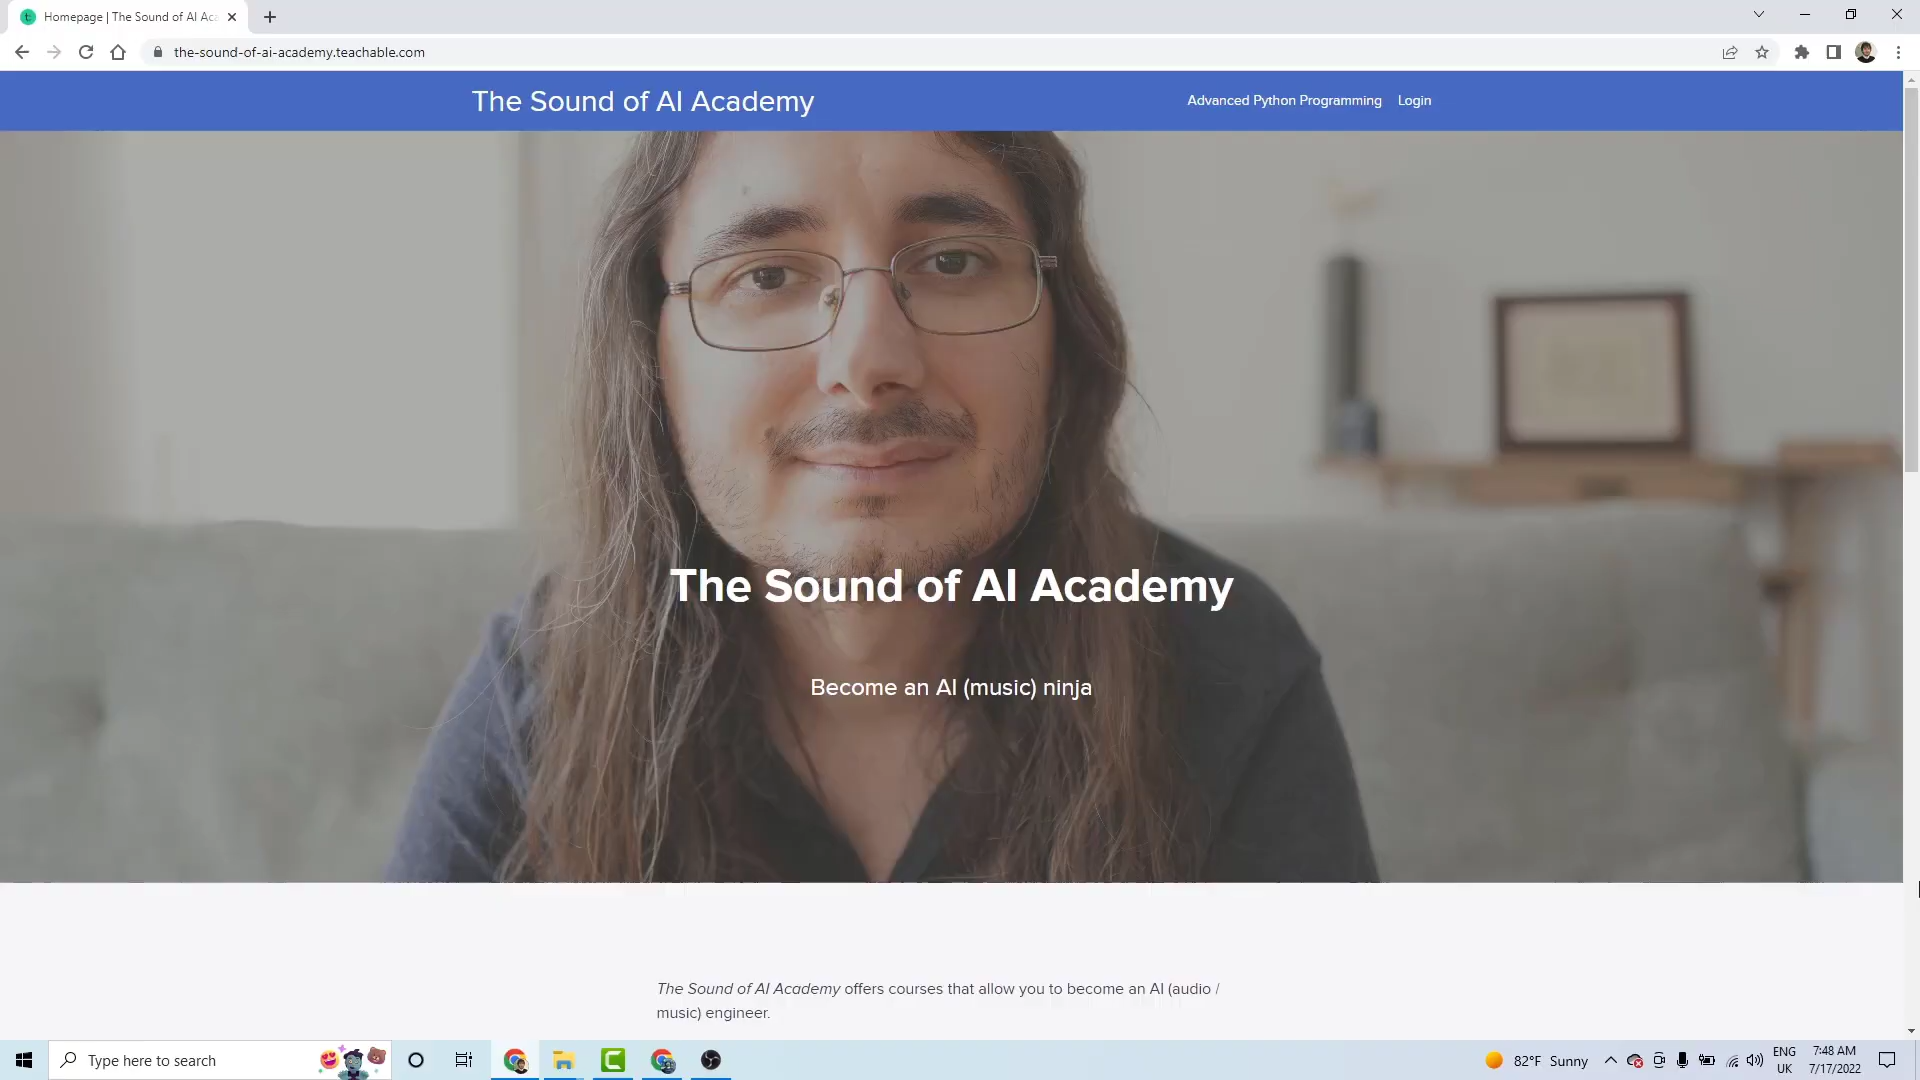 Homepage | The Sound of AI Aca
the-sound-of-ai-academy.teachable.com
The Sound of AI Academy
Advanced Python Programming
Login
The Sound of AI Academy
Become an AI (music) ninja
The Sound of AI Academy offers courses that allow you to become an AI (audio /
music) engineer.
Type here to search
82°F Sunny
ENG
UK
7:48 AM
7/17/2022